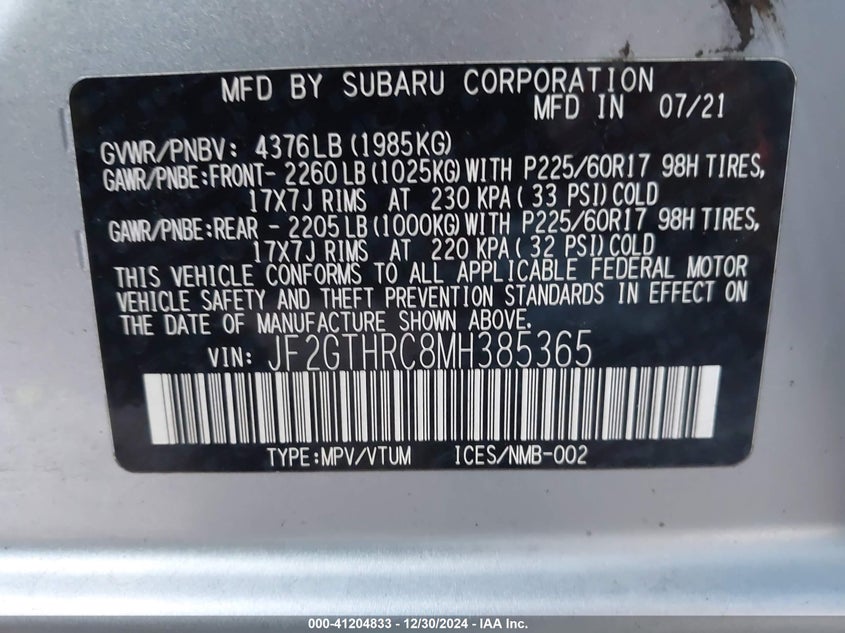 MFD BY SUBARU CORPORATION
MFD IN 07/21
GVWR/PNBV: 4376LB(1985KG)
GAWR/PNBE:FRONT- 2260LB(1025KG)WITH P225/60R17 98H TIRES,
17X7J RIMS AT 230 KPA( 33 PSI)COLD
GAWR/PNBE:REAR - 2205LB(1000KG)WITH P225/60R17 98H TIRES,
17X7J RIMS AT 220 KPA( 32 PSI)COLD
THIS VEHICLE CONFORMS TO ALL APPLICABLE FEDERAL MOTOR
VEHICLE SAFETY AND THEFT PREVENTION STANDARDS IN EFFECT ON
THE DATE OF MANUFACTURE SHOWN ABOVE.
VIN: JF2GTHRC8MH385365
TYPE:MPV/VTUM ICES/NMB-002
000-41204833 - 12/30/2024 - IAA Inc.